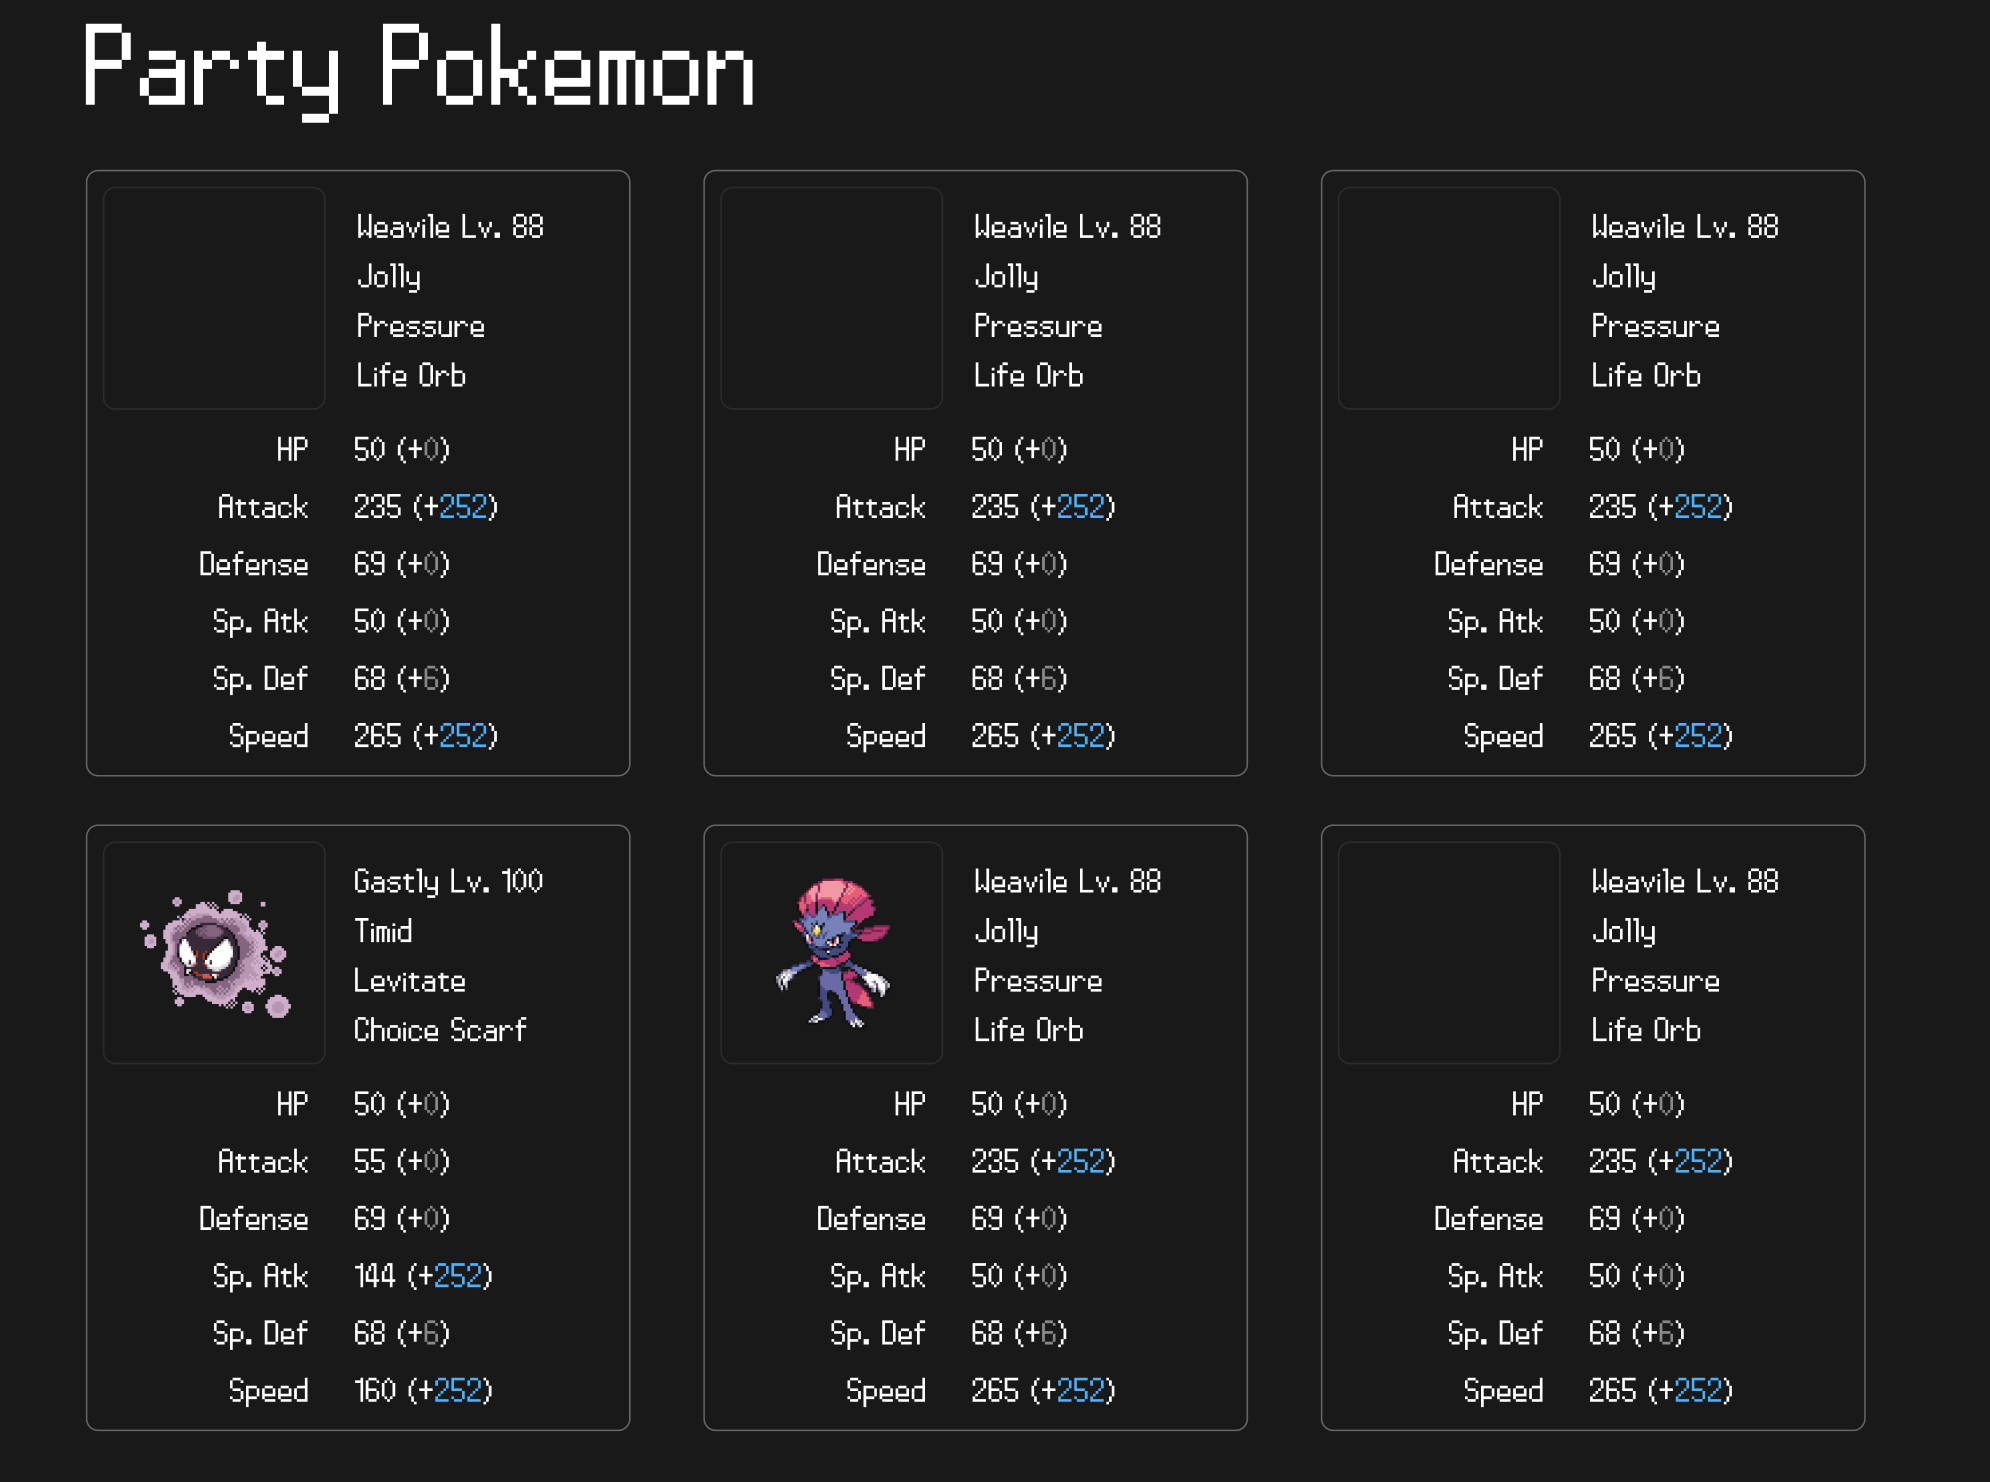 Party Pokemon
Weavile Lv. 88
Jolly
Pressure
Life Orb
HP 50 (+0)
Attack 235 (+252)
Defense 69 (+0)
Sp. Atk 50 (+0)
Sp. Def 68 (+6)
Speed 265 (+252)
Weavile Lv. 88
Jolly
Pressure
Life Orb
HP 50 (+0)
Attack 235 (+252)
Defense 69 (+0)
Sp. Atk 50 (+0)
Sp. Def 68 (+6)
Speed 265 (+252)
Weavile Lv. 88
Jolly
Pressure
Life Orb
HP 50 (+0)
Attack 235 (+252)
Defense 69 (+0)
Sp. Atk 50 (+0)
Sp. Def 68 (+6)
Speed 265 (+252)
Gastly Lv. 100
Timid
Levitate
Choice Scarf
HP 50 (+0)
Attack 55 (+0)
Defense 69 (+0)
Sp. Atk 144 (+252)
Sp. Def 68 (+6)
Speed 160 (+252)
Weavile Lv. 88
Jolly
Pressure
Life Orb
HP 50 (+0)
Attack 235 (+252)
Defense 69 (+0)
Sp. Atk 50 (+0)
Sp. Def 68 (+6)
Speed 265 (+252)
Weavile Lv. 88
Jolly
Pressure
Life Orb
HP 50 (+0)
Attack 235 (+252)
Defense 69 (+0)
Sp. Atk 50 (+0)
Sp. Def 68 (+6)
Speed 265 (+252)